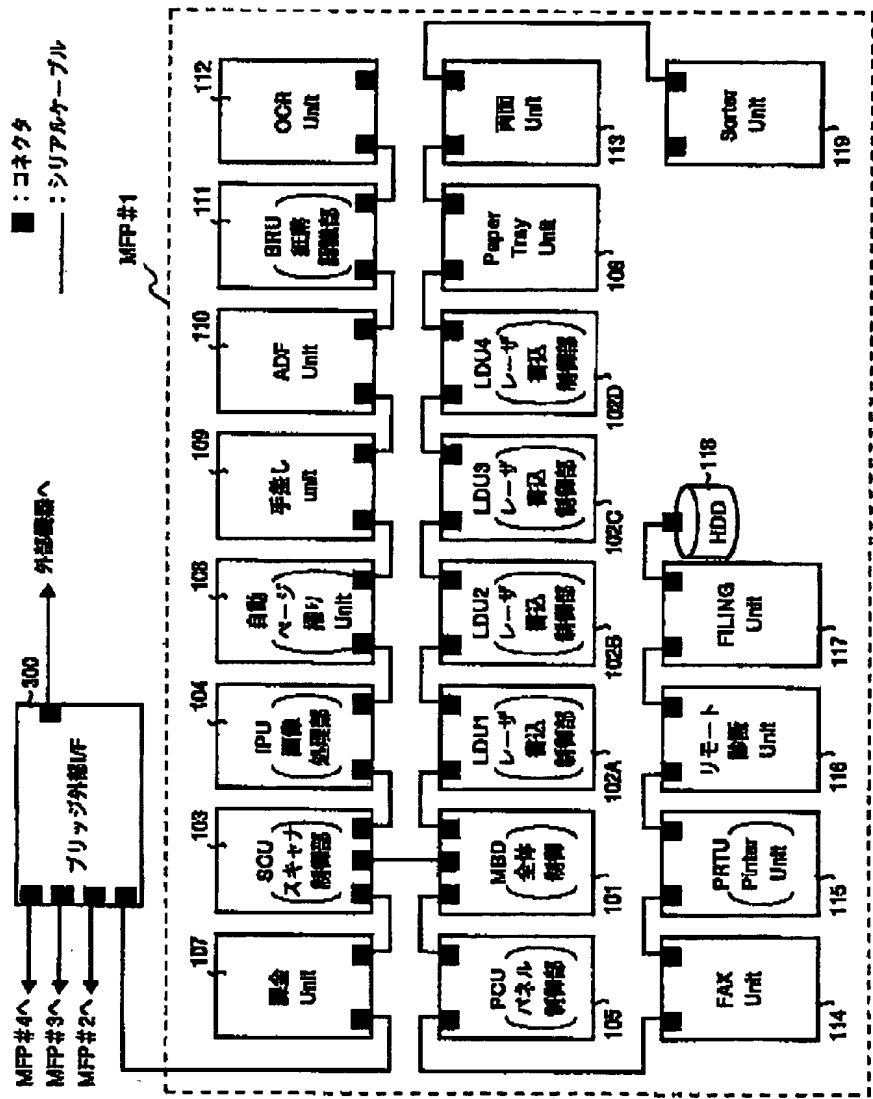 ■：コネクタ
――：シリアルケーブル
MFP#1
外部機器へ
300
ブリッジ外部I/F
MFP#4へ
MFP#3へ
MFP#2へ
107
課金
Unit
103
SCU
スキャナ
制御部
104
IPU
画像
処理部
108
自動
ページ
捲り
Unit
109
手差し
unit
110
ADF
Unit
111
BRU
紙幣
制御部
112
OCR
Unit
PCU
パネル
制御部
105
MBD
全体
制御
101
LDU1
レーザ
書込
制御部
102A
LDU2
レーザ
書込
制御部
102B
LDU3
レーザ
書込
制御部
102C
LDU4
レーザ
書込
制御部
102D
Paper
Tray
Unit
106
画面
Unit
113
FAX
Unit
114
PRTU
Pinter
Unit
115
リモート
診断
Unit
116
FILING
Unit
117
HDD
118
Sorter
Unit
119